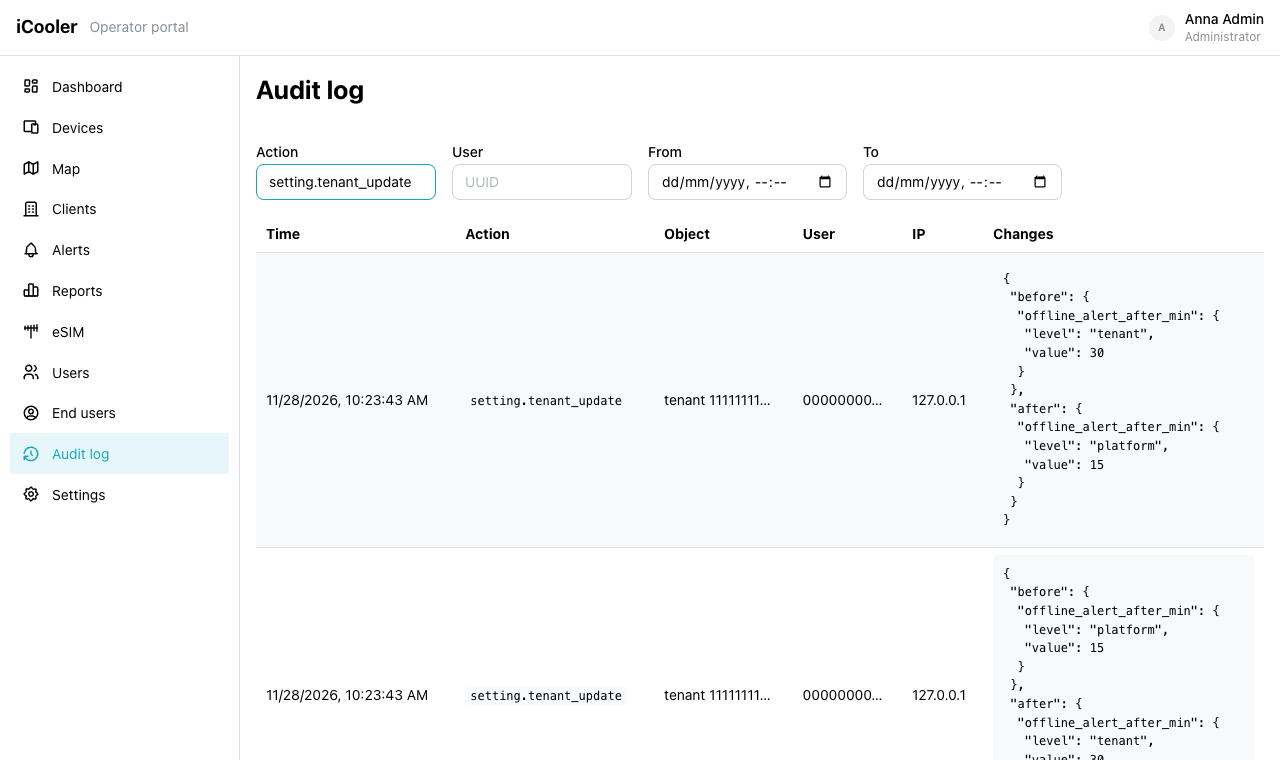 iCooler Operator portal
A
Anna Admin
Administrator
Dashboard
Devices
Map
Clients
Alerts
Reports
eSIM
Users
End users
Audit log
Settings
Audit log
Action User From To
setting.tenant_update UUID dd/mm/yyyy, --:-- dd/mm/yyyy, --:--
Time Action Object User IP Changes
11/28/2026, 10:23:43 AM setting.tenant_update tenant 11111111... 00000000... 127.0.0.1
{
"before": {
"offline_alert_after_min": {
"level": "tenant",
"value": 30
}
},
"after": {
"offline_alert_after_min": {
"level": "platform",
"value": 15
}
}
}
11/28/2026, 10:23:43 AM setting.tenant_update tenant 11111111... 00000000... 127.0.0.1
{
"before": {
"offline_alert_after_min": {
"level": "platform",
"value": 15
}
},
"after": {
"offline_alert_after_min": {
"level": "tenant",
"value": 30